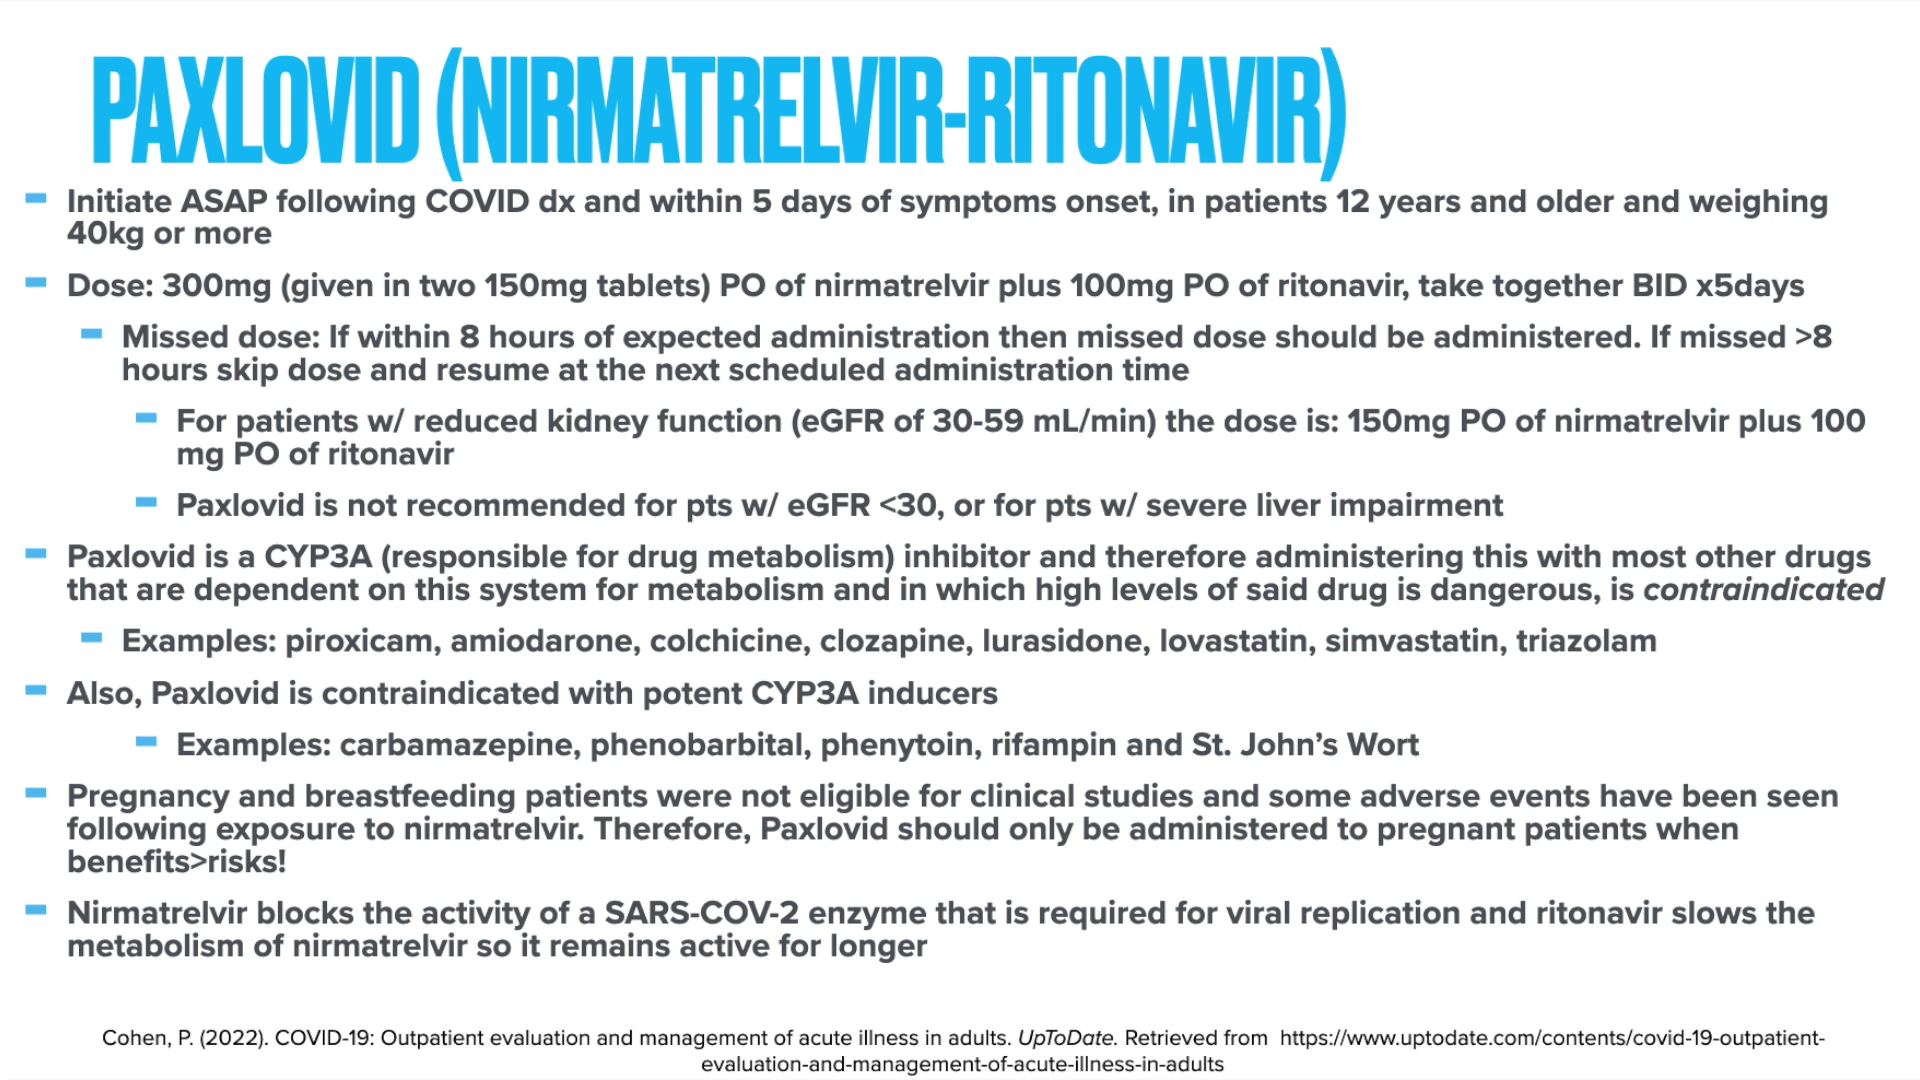 PAXLOVID (NIRMATRELVIR-RITONAVIR)
Initiate ASAP following COVID dx and within 5 days of symptoms onset, in patients 12 years and older and weighing
40kg or more
Dose: 300mg (given in two 150mg tablets) PO of nirmatrelvir plus 100mg PO of ritonavir, take together BID x5days
Missed dose: If within 8 hours of expected administration then missed dose should be administered. If missed >8
hours skip dose and resume at the next scheduled administration time
For patients w/ reduced kidney function (eGFR of 30-59 mL/min) the dose is: 150mg PO of nirmatrelvir plus 100
mg PO of ritonavir
Paxlovid is not recommended for pts w/ eGFR <30, or for pts w/ severe liver impairment
Paxlovid is a CYP3A (responsible for drug metabolism) inhibitor and therefore administering this with most other drugs
that are dependent on this system for metabolism and in which high levels of said drug is dangerous, is contraindicated
Examples: piroxicam, amiodarone, colchicine, clozapine, lurasidone, lovastatin, simvastatin, triazolam
Also, Paxlovid is contraindicated with potent CYP3A inducers
Examples: carbamazepine, phenobarbital, phenytoin, rifampin and St. John’s Wort
Pregnancy and breastfeeding patients were not eligible for clinical studies and some adverse events have been seen
following exposure to nirmatrelvir. Therefore, Paxlovid should only be administered to pregnant patients when
benefits>risks!
Nirmatrelvir blocks the activity of a SARS-COV-2 enzyme that is required for viral replication and ritonavir slows the
metabolism of nirmatrelvir so it remains active for longer
Cohen, P. (2022). COVID-19: Outpatient evaluation and management of acute illness in adults. UpToDate. Retrieved from https://www.uptodate.com/contents/covid-19-outpatient-
evaluation-and-management-of-acute-illness-in-adults